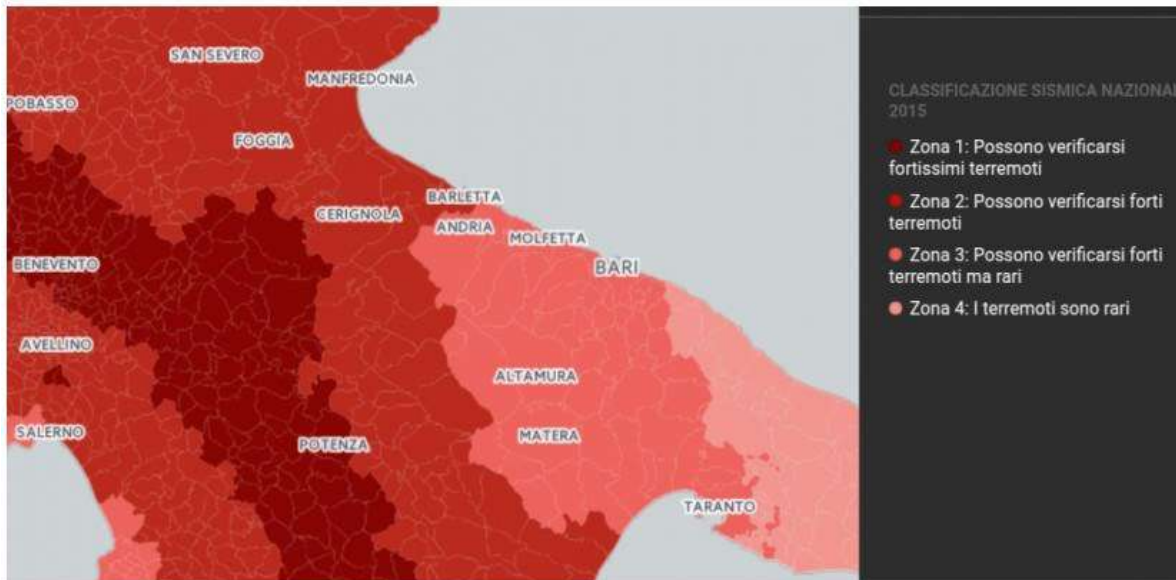 SAN SEVERO
MANFREDONIA
POBASSO
FOGGIA
BARLETTA
CERIGNOLA
ANDRIA
MOLFETTA
BENEVENTO
BARI
AVELLINO
ALTAMURA
SALERNO
POTENZA
MATERA
TARANTO
CLASSIFICAZIONE SISMICA NAZIONAL
2015
Zona 1: Possono verificarsi
fortissimi terremoti
Zona 2: Possono verificarsi forti
terremoti
Zona 3: Possono verificarsi forti
terremoti ma rari
Zona 4: I terremoti sono rari